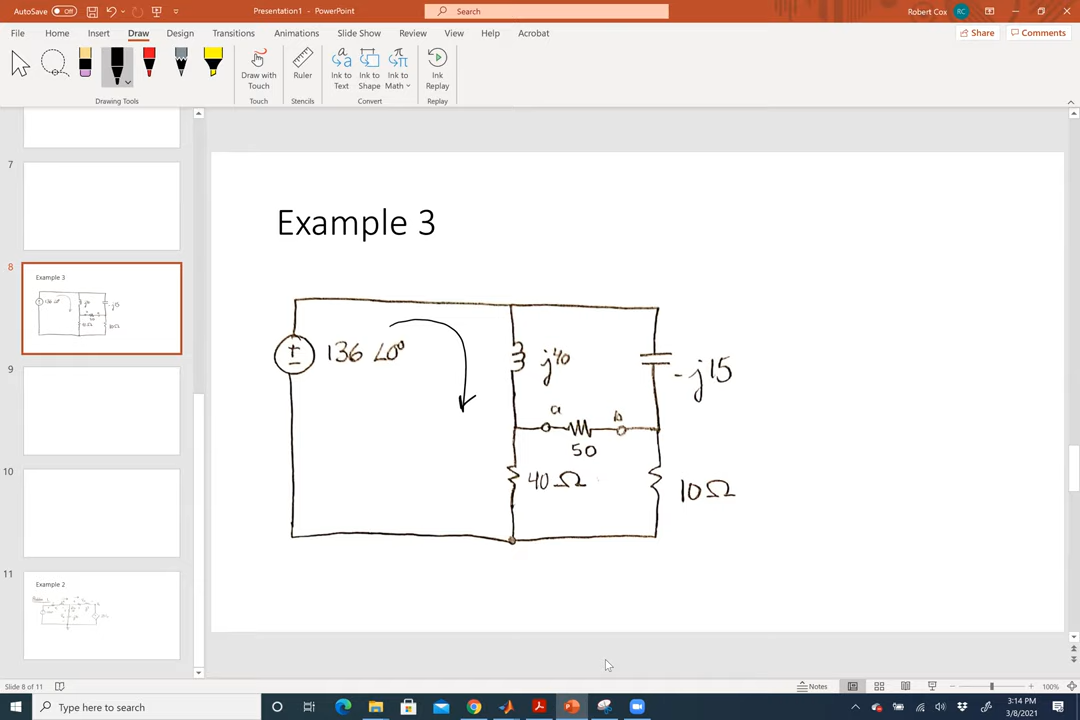 AutoSave Off
Presentation1 - PowerPoint
Search
Robert Cox
RC
File Home Insert Draw Design Transitions Animations Slide Show Review View Help Acrobat
Share
Comments
Draw with Touch
Ruler
Ink to Text
Ink to Shape
Ink to Math
Ink Replay
Drawing Tools
Touch
Stencils
Convert
Replay
7
8
Example 3
9
10
11
Example 2
Example 3
136 ∠0°
j40
-j15
a
b
50
40Ω
10Ω
Slide 8 of 11
Notes
100%
Type here to search
3:14 PM
3/8/2021